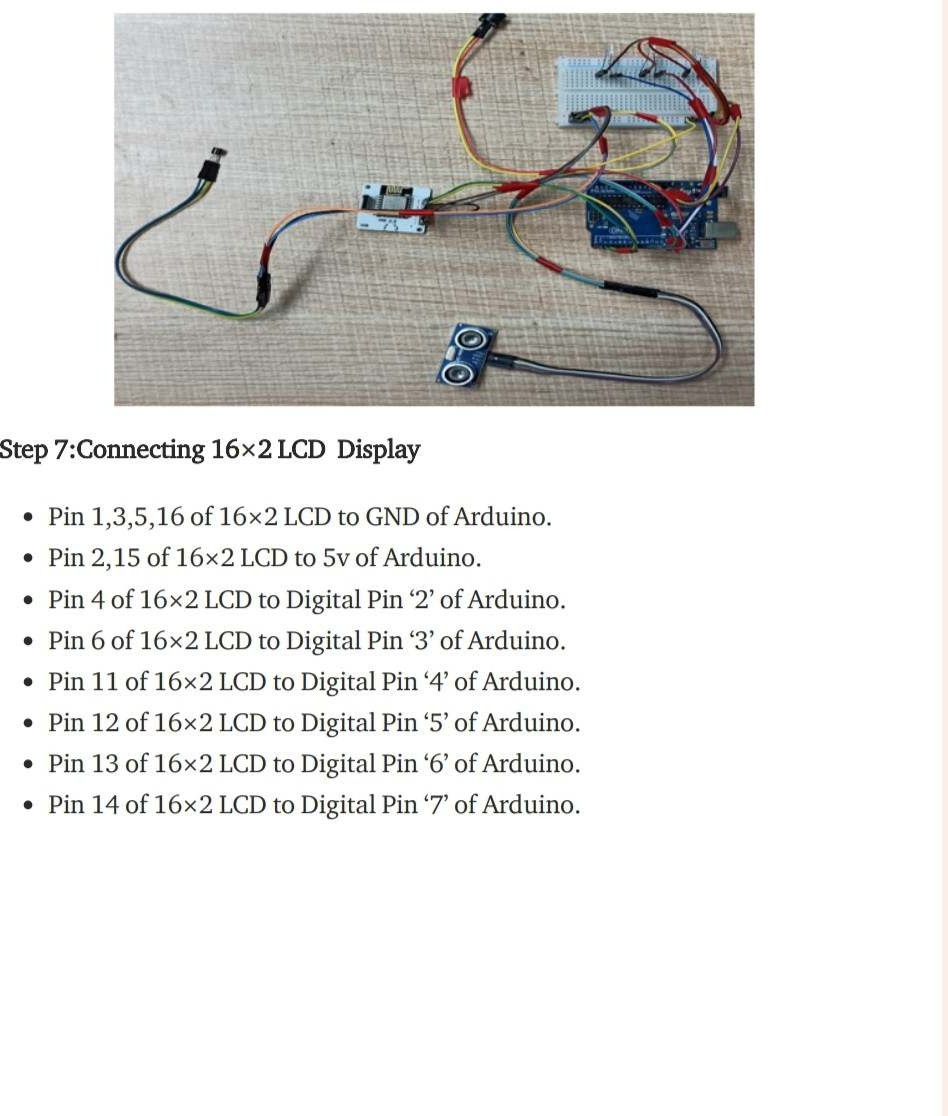 Step 7:Connecting 16×2 LCD Display
Pin 1,3,5,16 of 16×2 LCD to GND of Arduino.
Pin 2,15 of 16×2 LCD to 5v of Arduino.
Pin 4 of 16×2 LCD to Digital Pin ‘2’ of Arduino.
Pin 6 of 16×2 LCD to Digital Pin ‘3’ of Arduino.
Pin 11 of 16×2 LCD to Digital Pin ‘4’ of Arduino.
Pin 12 of 16×2 LCD to Digital Pin ‘5’ of Arduino.
Pin 13 of 16×2 LCD to Digital Pin ‘6’ of Arduino.
Pin 14 of 16×2 LCD to Digital Pin ‘7’ of Arduino.